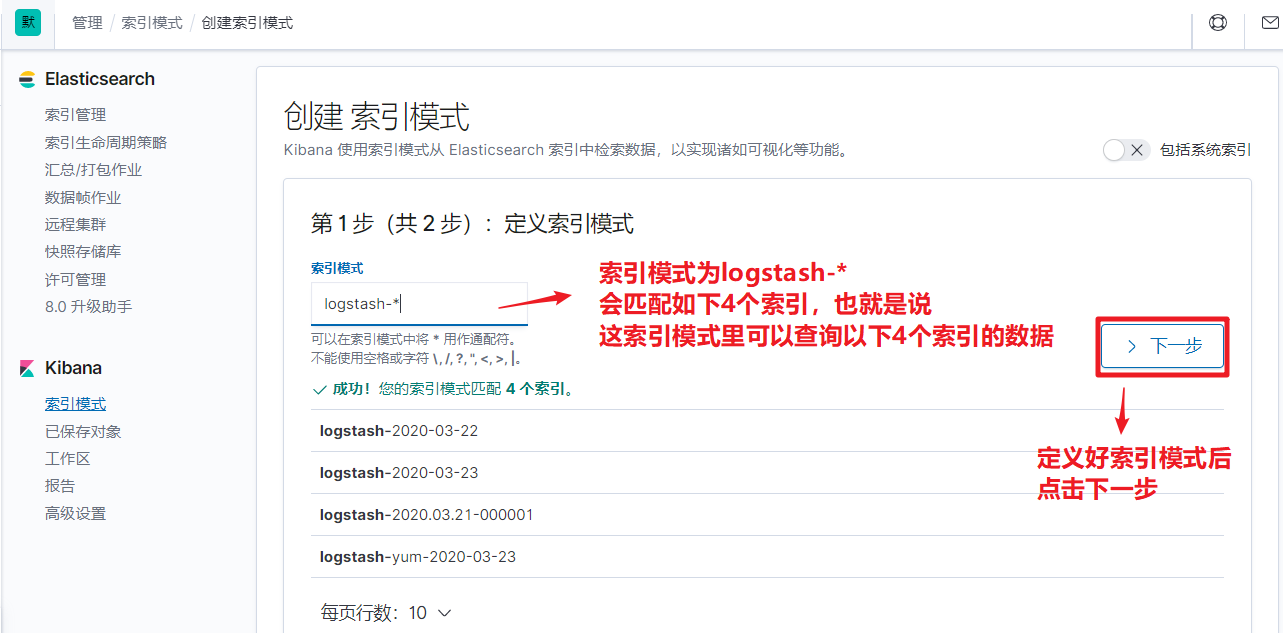 默 管理 / 索引模式 / 创建索引模式
Elasticsearch
索引管理
索引生命周期策略
汇总/打包作业
数据帧作业
远程集群
快照存储库
许可管理
8.0 升级助手
Kibana
索引模式
已保存对象
工作区
报告
高级设置
创建 索引模式
Kibana 使用索引模式从 Elasticsearch 索引中检索数据，以实现诸如可视化等功能。
包括系统索引
第 1 步（共 2 步）：定义索引模式
索引模式
logstash-*
可以在索引模式中将 * 用作通配符。
不能使用空格或字符 \, /, ?, ", <, >, |。
成功！您的索引模式匹配 4 个索引。
logstash-2020-03-22
logstash-2020-03-23
logstash-2020.03.21-000001
logstash-yum-2020-03-23
每页行数：10
索引模式为logstash-*
会匹配如下4个索引，也就是说
这索引模式里可以查询以下4个索引的数据
下一步
定义好索引模式后
点击下一步